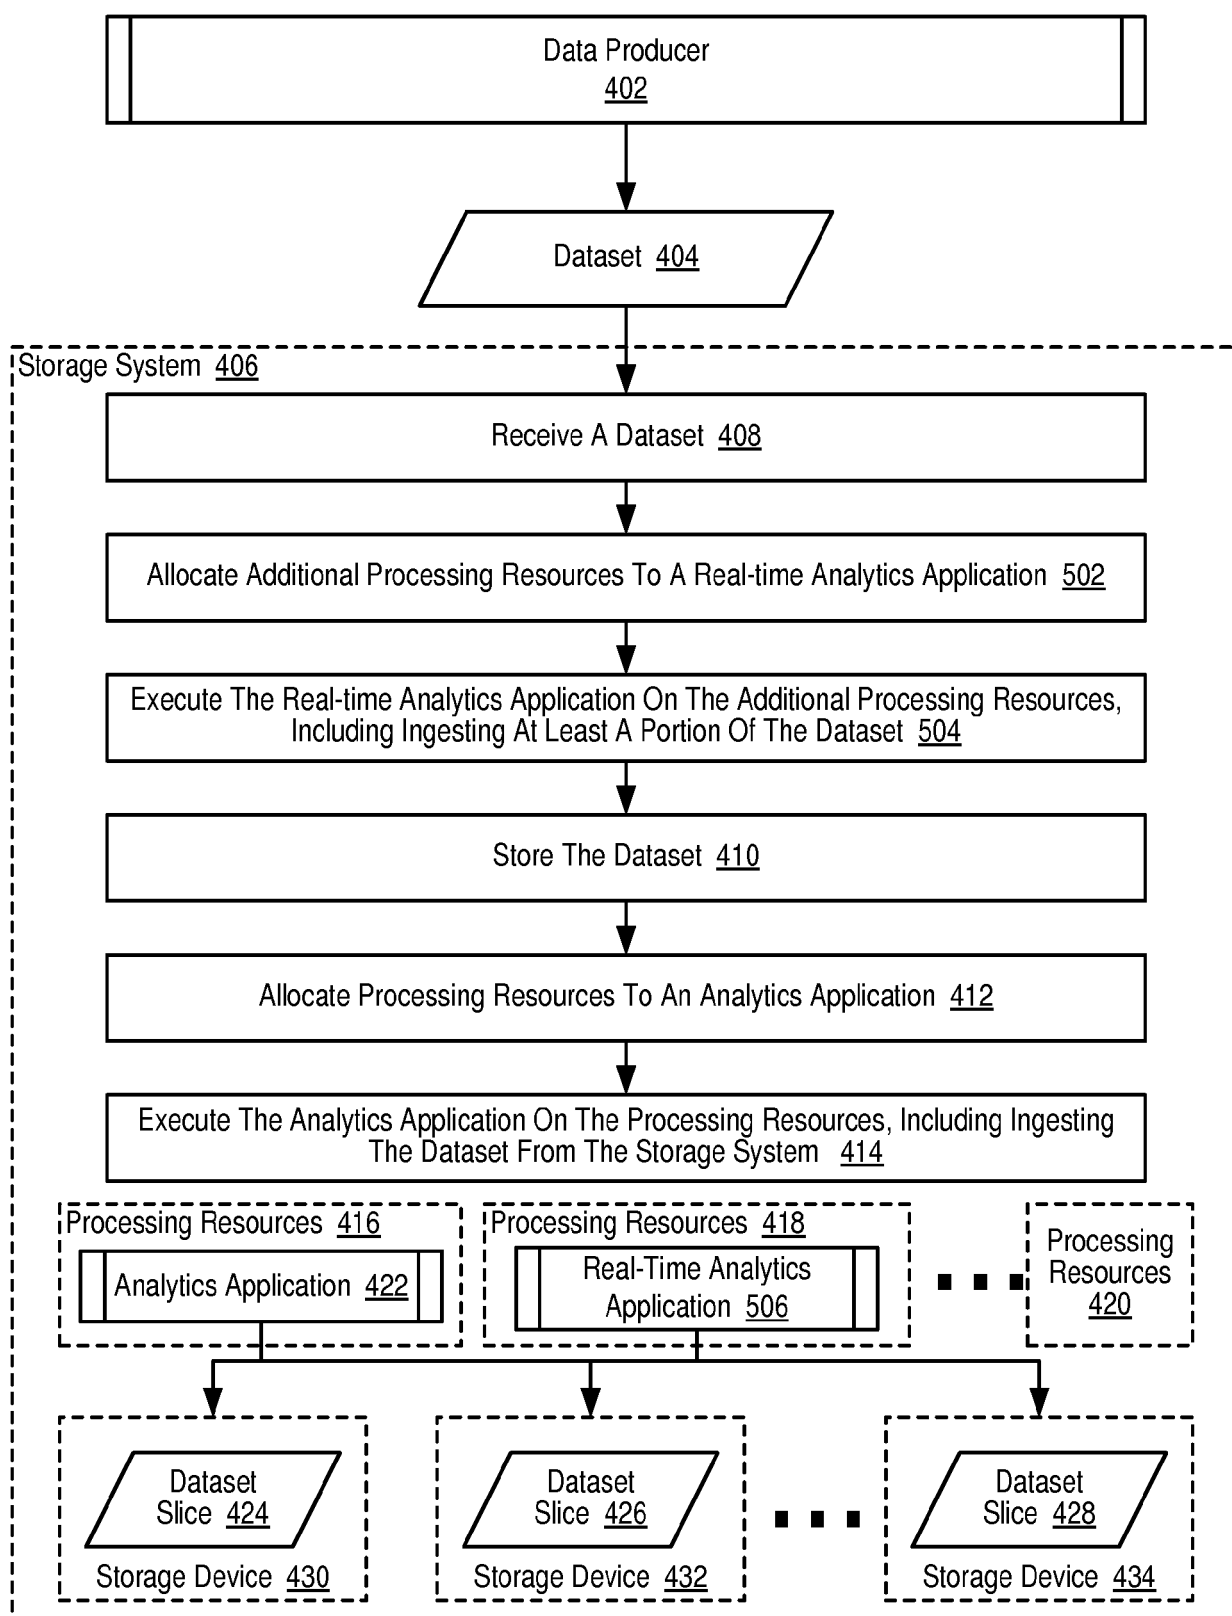 Data Producer
402
Dataset 404
Storage System 406
Receive A Dataset 408
Allocate Additional Processing Resources To A Real-time Analytics Application 502
Execute The Real-time Analytics Application On The Additional Processing Resources,
Including Ingesting At Least A Portion Of The Dataset 504
Store The Dataset 410
Allocate Processing Resources To An Analytics Application 412
Execute The Analytics Application On The Processing Resources, Including Ingesting
The Dataset From The Storage System 414
Processing Resources 416
Analytics Application 422
Processing Resources 418
Real-Time Analytics
Application 506
Processing
Resources
420
Dataset
Slice 424
Storage Device 430
Dataset
Slice 426
Storage Device 432
Dataset
Slice 428
Storage Device 434